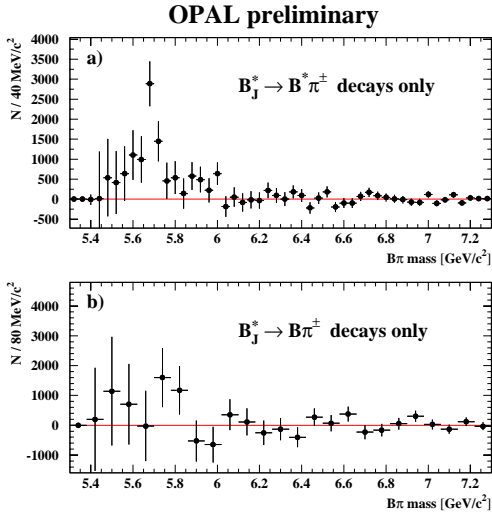 OPAL preliminary
N / 40 MeV/c²
4000
3500
3000
2500
2000
1500
1000
500
0
-500
a)
B*_J → B*π± decays only
5.4 5.6 5.8 6 6.2 6.4 6.6 6.8 7 7.2
Bπ mass [GeV/c²]
N / 80 MeV/c²
4000
3000
2000
1000
0
-1000
b)
B*_J → Bπ± decays only
5.4 5.6 5.8 6 6.2 6.4 6.6 6.8 7 7.2
Bπ mass [GeV/c²]